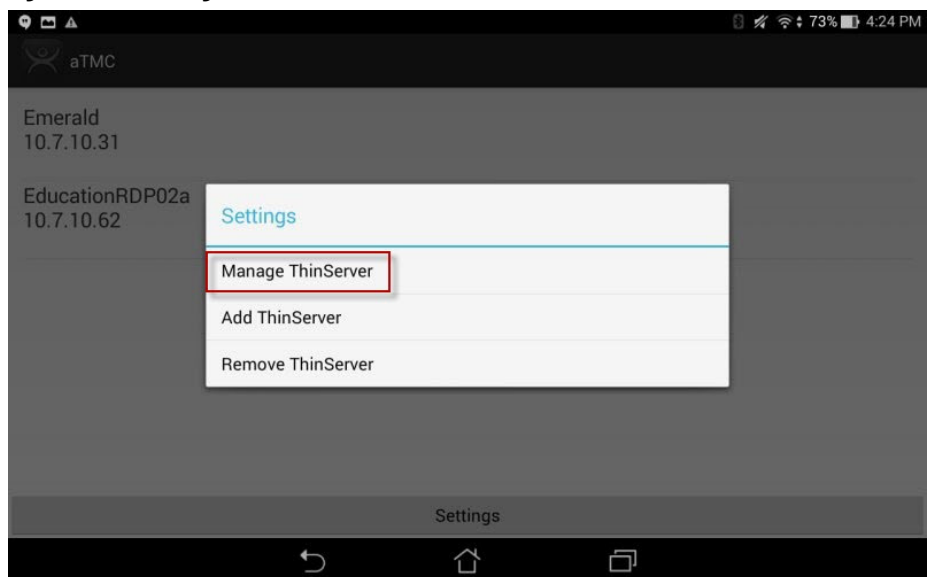 73% 4:24 PM
aTMC
Emerald
10.7.10.31
EducationRDP02a
10.7.10.62
Settings
Manage ThinServer
Add ThinServer
Remove ThinServer
Settings